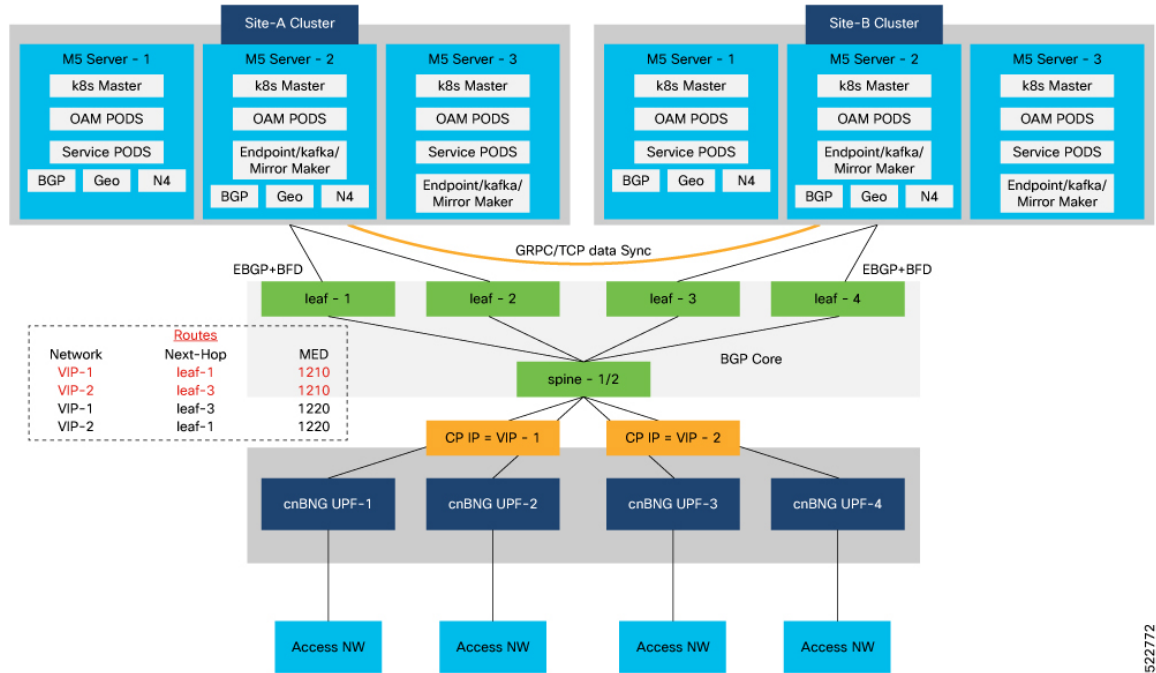 Site-A Cluster
Site-B Cluster
M5 Server - 1
k8s Master
OAM PODS
Service PODS
BGP
Geo
N4
M5 Server - 2
k8s Master
OAM PODS
Endpoint/kafka/
Mirror Maker
BGP
Geo
N4
M5 Server - 3
k8s Master
OAM PODS
Service PODS
Endpoint/kafka/
Mirror Maker
M5 Server - 1
k8s Master
OAM PODS
Service PODS
BGP
Geo
N4
M5 Server - 2
k8s Master
OAM PODS
Endpoint/kafka/
Mirror Maker
BGP
Geo
N4
M5 Server - 3
k8s Master
OAM PODS
Service PODS
Endpoint/kafka/
Mirror Maker
GRPC/TCP data Sync
EBGP+BFD
EBGP+BFD
leaf - 1
leaf - 2
leaf - 3
leaf - 4
Routes
Network Next-Hop MED
VIP-1 leaf-1 1210
VIP-2 leaf-3 1210
VIP-1 leaf-3 1220
VIP-2 leaf-1 1220
BGP Core
spine - 1/2
CP IP = VIP - 1
CP IP = VIP - 2
cnBNG UPF-1
cnBNG UPF-2
cnBNG UPF-3
cnBNG UPF-4
Access NW
Access NW
Access NW
Access NW
522772